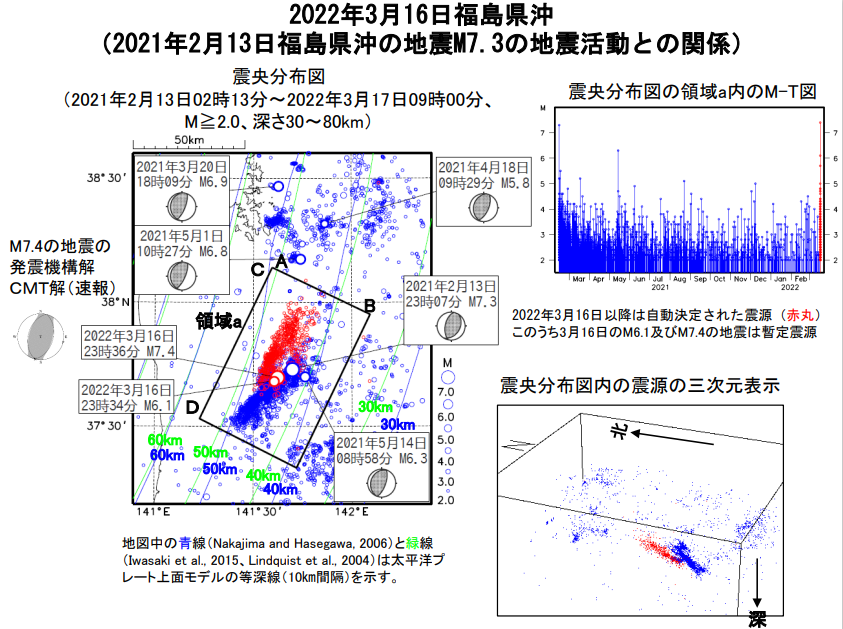 2022年3月16日福島県沖
（2021年2月13日福島県沖の地震M7.3の地震活動との関係）
震央分布図
（2021年2月13日02時13分～2022年3月17日09時00分、
M≧2.0、深さ30～80km）
50km
38°30'
38°N
37°30'
141°E
141°30'
142°E
2021年3月20日
18時09分 M6.9
2021年4月18日
09時29分 M5.8
2021年5月1日
10時27分 M6.8
2021年2月13日
23時07分 M7.3
2022年3月16日
23時36分 M7.4
2022年3月16日
23時34分 M6.1
2021年5月14日
08時58分 M6.3
C
A
B
D
領域a
60km
60km
50km
50km
40km
40km
30km
30km
M
7.0
6.0
5.0
4.0
3.0
2.0
M7.4の地震の
発震機構解
CMT解（速報）
地図中の青線（Nakajima and Hasegawa, 2006）と緑線
（Iwasaki et al., 2015、Lindquist et al., 2004）は太平洋プ
レート上面モデルの等深線（10km間隔）を示す。
震央分布図の領域a内のM-T図
M
7
6
5
4
3
2
7
6
5
4
3
2
Mar Apr May Jun Jul Aug Sep Oct Nov Dec Jan Feb
2021 2022
2022年3月16日以降は自動決定された震源（赤丸）
このうち3月16日のM6.1及びM7.4の地震は暫定震源
震央分布図内の震源の三次元表示
北
深